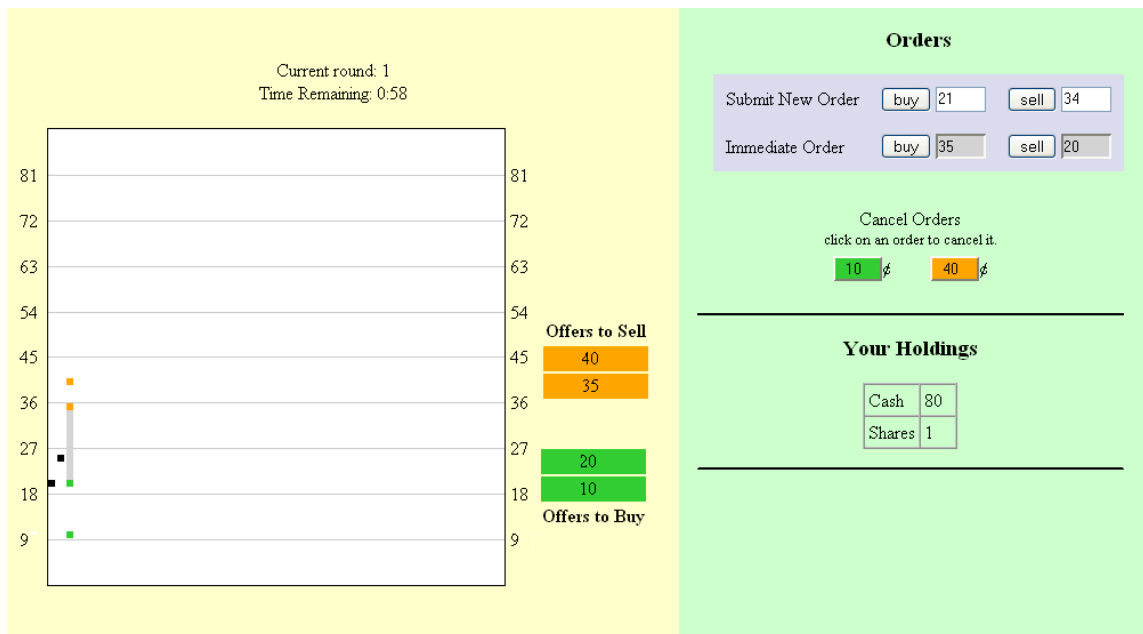 Current round: 1
Time Remaining: 0:58
81 81
72 72
63 63
54 54
45 45
36 36
27 27
18 18
9 9
Offers to Sell
40
35
20
10
Offers to Buy
Orders
Submit New Order buy 21 sell 34
Immediate Order buy 35 sell 20
Cancel Orders
click on an order to cancel it.
10 ¢ 40 ¢
Your Holdings
Cash 80
Shares 1